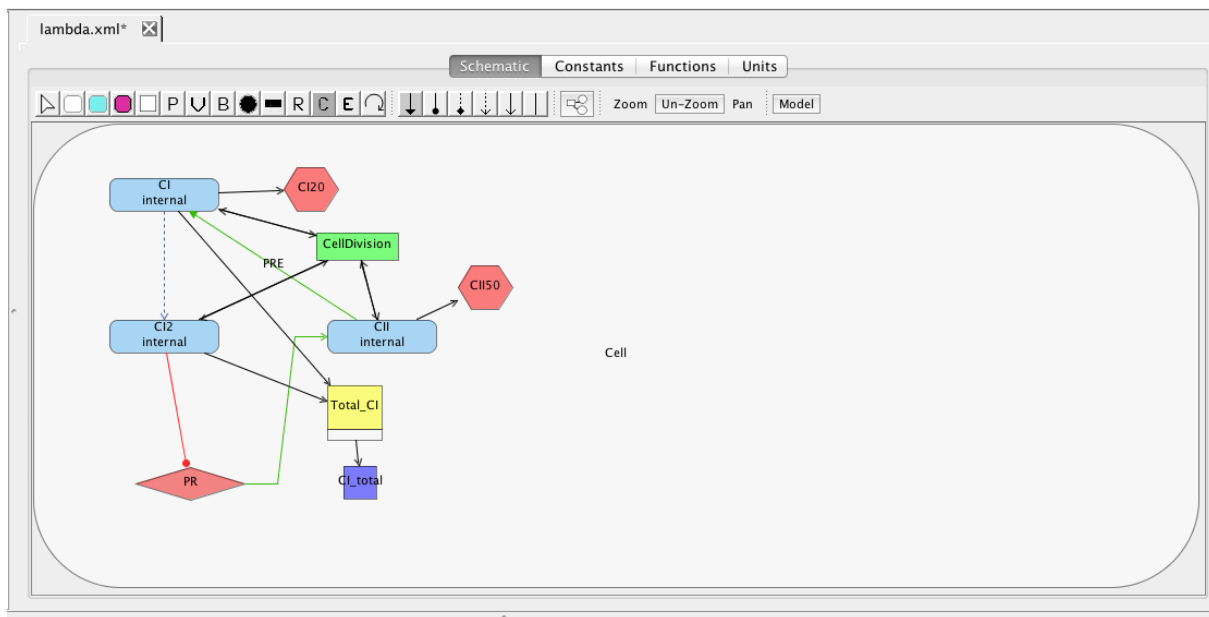 lambda.xml*
Schematic Constants Functions Units
P V B R C E Zoom Un-Zoom Pan Model
CI
internal
CI20
CellDivision
PRE
CII50
CI2
internal
CII
internal
Cell
Total_CI
PR
CI_total